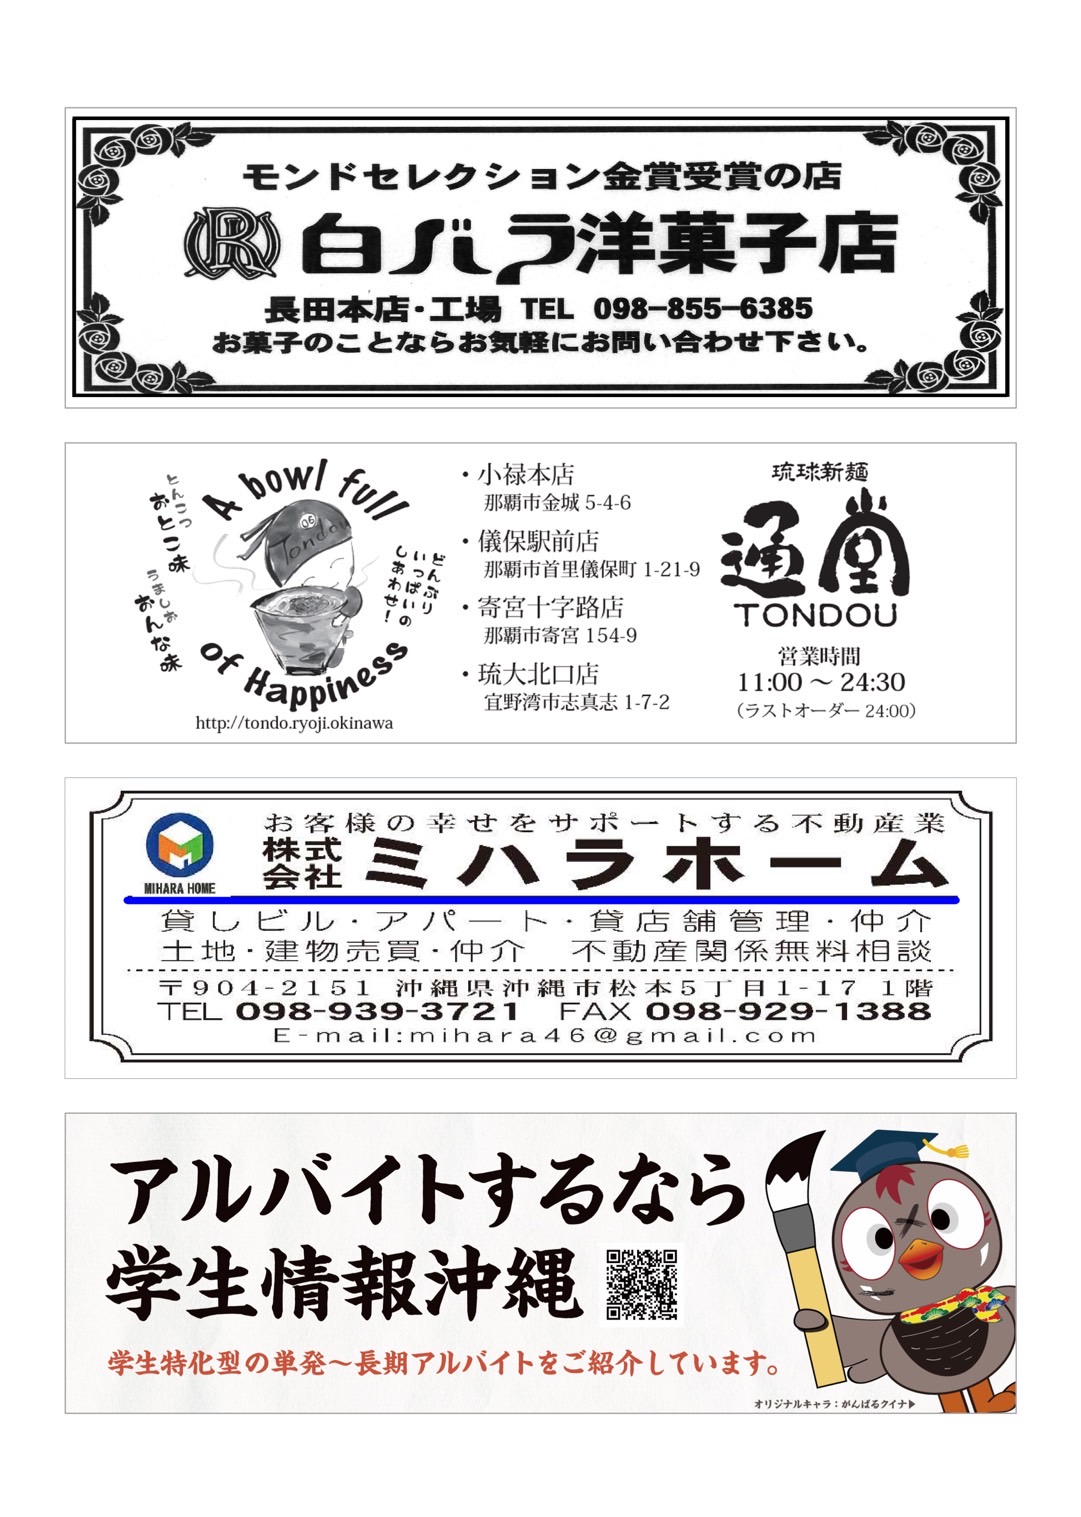 モンドセレクション金賞受賞の店
R 白バラ洋菓子店
長田本店・工場 TEL 098-855-6385
お菓子のことならお気軽にお問い合わせ下さい。
とんこつ
おとこ味
うましお
おんな味
A bowl full
05
Tondou
of Happiness
どんぶり
いっぱいの
しあわせ!
http://tondo.ryoji.okinawa
・小禄本店
那覇市金城 5-4-6
・儀保駅前店
那覇市首里儀保町 1-21-9
・寄宮十字路店
那覇市寄宮 154-9
・琉大北口店
宜野湾市志真志 1-7-2
琉球新麺
通堂
TONDOU
営業時間
11:00 〜 24:30
（ラストオーダー 24:00）
MIHARA HOME
お客様の幸せをサポートする不動産業
株式会社 ミハラホーム
貸しビル・アパート・貸店舗管理・仲介
土地・建物売買・仲介 不動産関係無料相談
〒904-2151 沖縄県沖縄市松本5丁目1-17 1階
TEL 098-939-3721 FAX 098-929-1388
E-mail:mihara46@gmail.com
アルバイトするなら
学生情報沖縄
学生特化型の単発〜長期アルバイトをご紹介しています。
オリジナルキャラ：がんばるクイナ▶